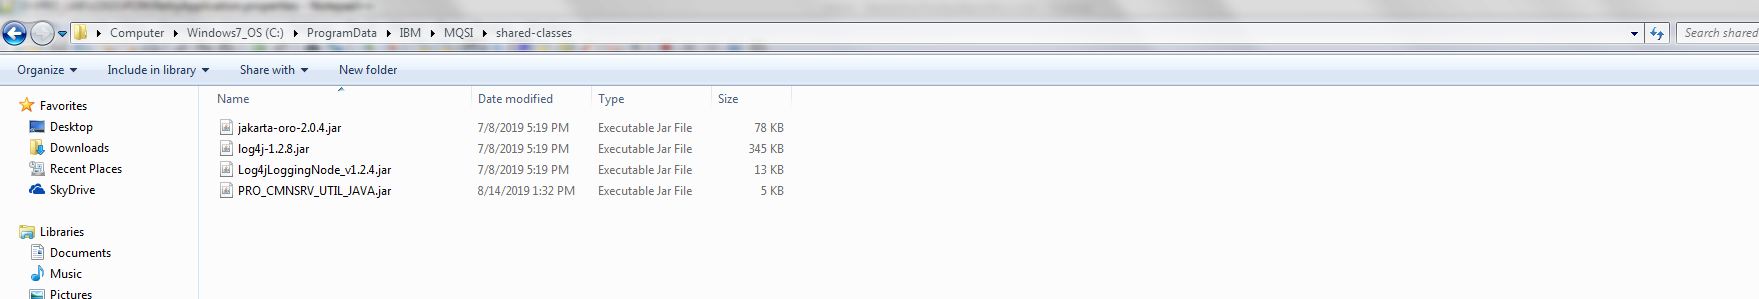 Computer Windows7_OS (C:) ProgramData IBM MQSI shared-classes Search shared
Organize Include in library Share with New folder
Favorites
Desktop
Downloads
Recent Places
SkyDrive
Libraries
Documents
Music
Pictures
Name Date modified Type Size
jakarta-oro-2.0.4.jar 7/8/2019 5:19 PM Executable Jar File 78 KB
log4j-1.2.8.jar 7/8/2019 5:19 PM Executable Jar File 345 KB
Log4jLoggingNode_v1.2.4.jar 7/8/2019 5:19 PM Executable Jar File 13 KB
PRO_CMNSRV_UTIL_JAVA.jar 8/14/2019 1:32 PM Executable Jar File 5 KB